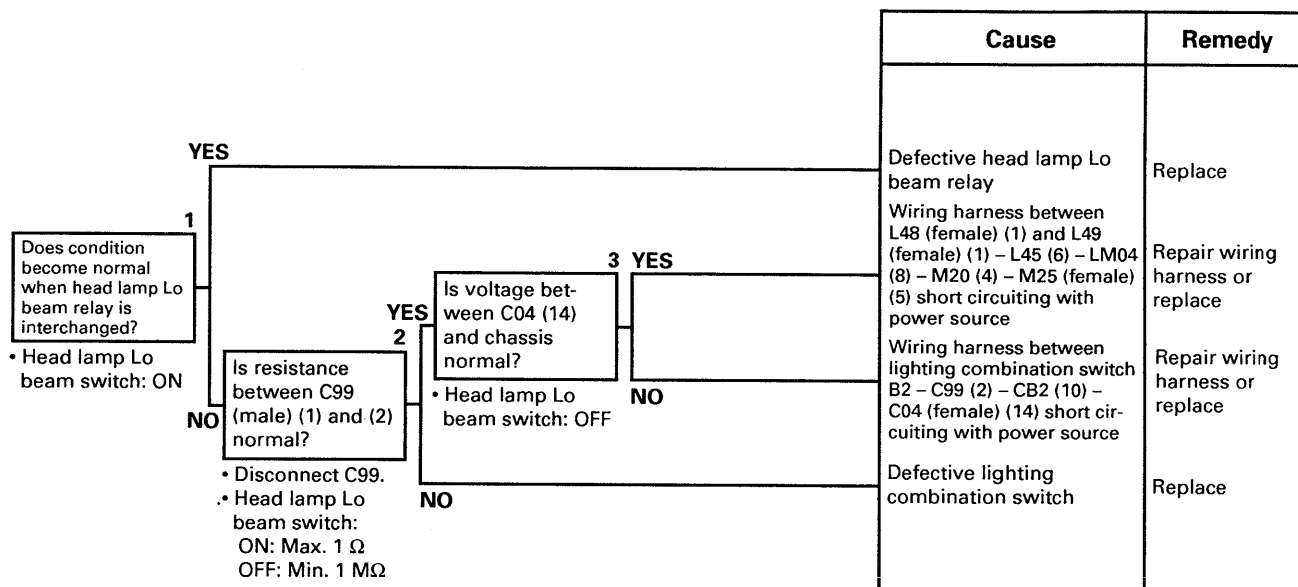 Cause
Remedy
YES
Defective head lamp Lo
beam relay
Replace
1
Does condition
become normal
when head lamp Lo
beam relay is
interchanged?
• Head lamp Lo
beam switch: ON
NO
2
Is resistance
between C99
(male) (1) and (2)
normal?
• Disconnect C99.
• Head lamp Lo
beam switch:
ON: Max. 1 Ω
OFF: Min. 1 MΩ
YES
3
Is voltage bet-
ween C04 (14)
and chassis
normal?
• Head lamp Lo
beam switch: OFF
YES
Wiring harness between
L48 (female) (1) and L49
(female) (1) – L45 (6) – LM04
(8) – M20 (4) – M25 (female)
(5) short circuiting with
power source
Repair wiring
harness or
replace
NO
Wiring harness between
lighting combination switch
B2 – C99 (2) – CB2 (10) –
C04 (female) (14) short cir-
cuiting with power source
Repair wiring
harness or
replace
NO
Defective lighting
combination switch
Replace